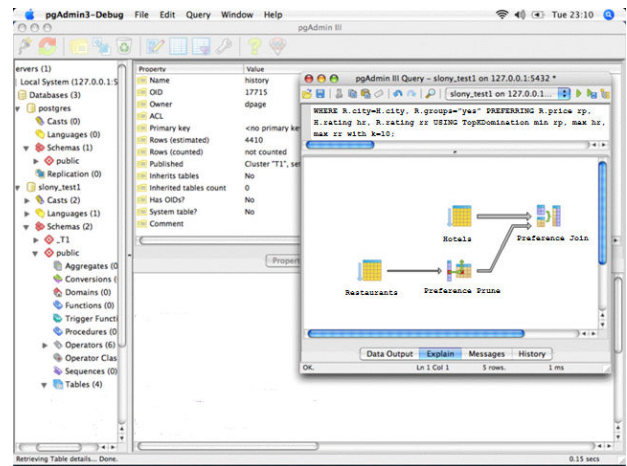 pgAdmin3-Debug File Edit Query Window Help Tue 23:10
pgAdmin III
ervers (1)
Local System (127.0.0.1:5
Databases (3)
postgres
Casts (0)
Languages (0)
Schemas (1)
public
Replication (0)
slony_test1
Casts (2)
Languages (1)
Schemas (2)
_T1
public
Aggregates (0
Conversions (
Domains (0)
Functions (0)
Trigger Functi
Procedures (0
Operators (6)
Operator Clas
Sequences (0)
Tables (4)
Property Value
Name history
OID 17715
Owner dpage
ACL
Primary key <no primary ke
Rows (estimated) 4410
Rows (counted) not counted
Published Cluster "T1", se
Inherits tables No
Inherited tables count 0
Has OIDs? No
System table? No
Comment
Propert
pgAdmin III Query - slony_test1 on 127.0.0.1:5432 *
slony_test1 on 127.0.0.1...
WHERE R.city=H.city, R.groups="yes" PREFERRING R.price rp,
H.rating hr, R.rating rr USING TopKDomination min rp, max hr,
max rr with k=10;
Hotels
Preference Join
Restaurants
Preference Prune
Data Output Explain Messages History
OK. Ln 1 Col 1 5 rows. 1 ms
Retrieving Table details... Done. 0.15 secs